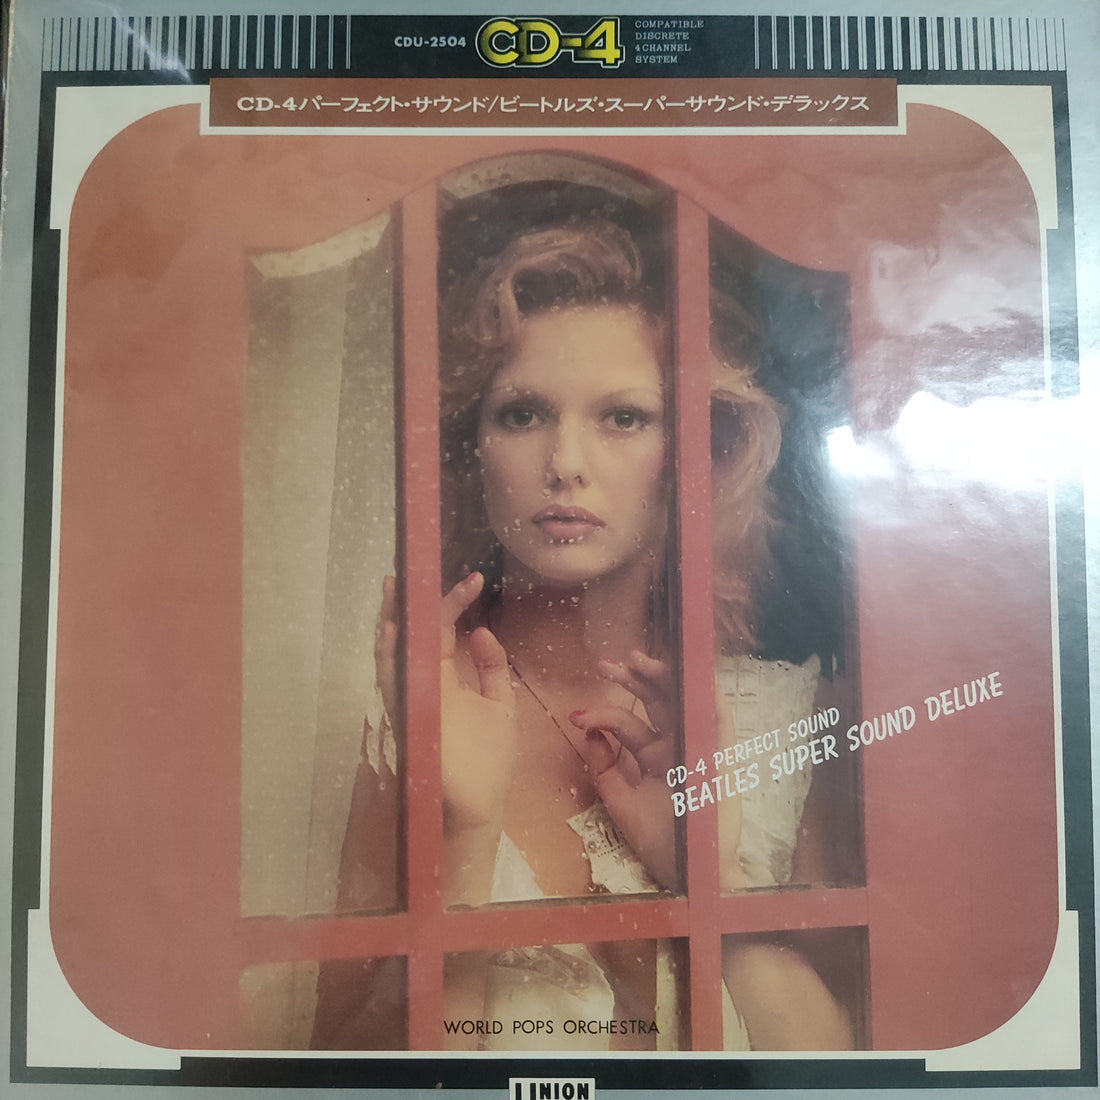 CDU-2504
CD-4
COMPATIBLE
DISCRETE
4 CHANNEL
SYSTEM
CD-4パーフェクト・サウンド/ビートルズ・スーパーサウンド・デラックス
CD-4 PERFECT SOUND
BEATLES SUPER SOUND DELUXE
WORLD POPS ORCHESTRA
UNION